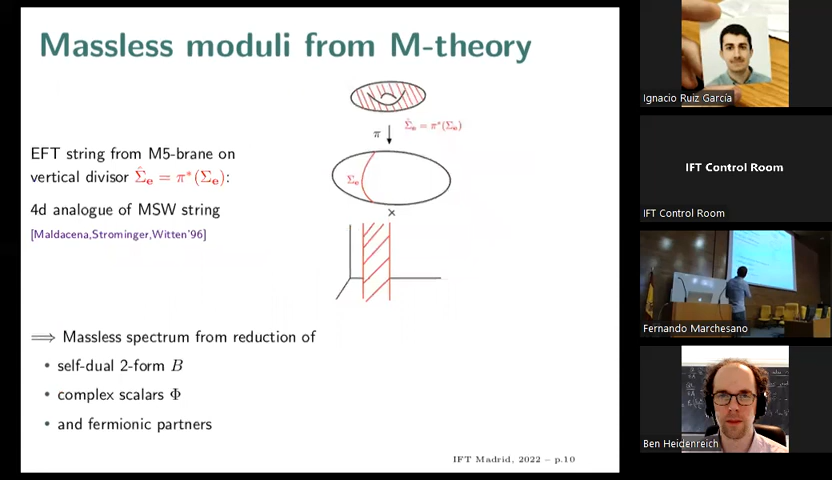 Massless moduli from M-theory
π
Σ̂ₑ = π*(Σₑ)
EFT string from M5-brane on
vertical divisor Σ̂ₑ = π*(Σₑ):
Σₑ
4d analogue of MSW string
×
[Maldacena,Strominger,Witten'96]
⟹ Massless spectrum from reduction of
• self-dual 2-form B
• complex scalars Φ
• and fermionic partners
IFT Madrid, 2022 – p.10
Ignacio Ruiz García
IFT Control Room
IFT Control Room
Fernando Marchesano
Ben Heidenreich